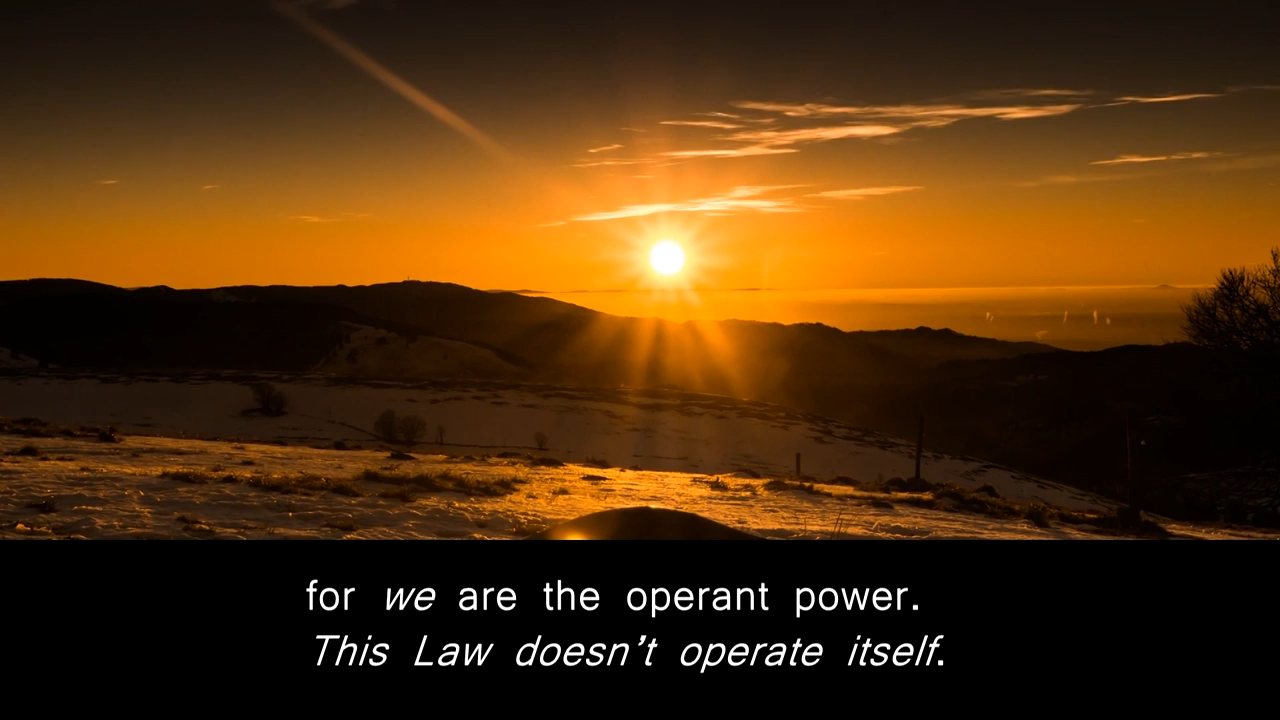 for we are the operant power.
This Law doesn’t operate itself.